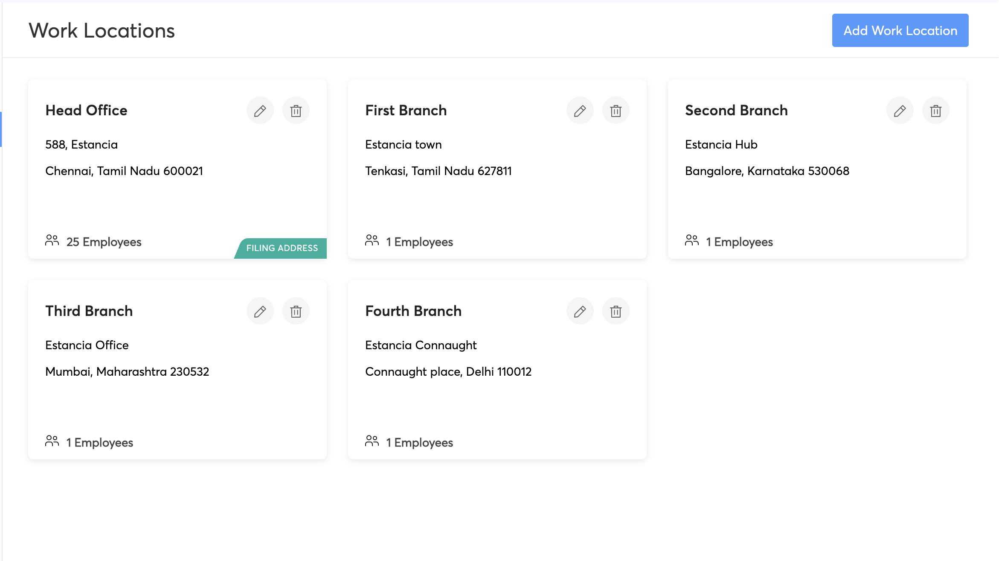 Work Locations
Add Work Location
Head Office
588, Estancia
Chennai, Tamil Nadu 600021
25 Employees
FILING ADDRESS
First Branch
Estancia town
Tenkasi, Tamil Nadu 627811
1 Employees
Second Branch
Estancia Hub
Bangalore, Karnataka 530068
1 Employees
Third Branch
Estancia Office
Mumbai, Maharashtra 230532
1 Employees
Fourth Branch
Estancia Connaught
Connaught place, Delhi 110012
1 Employees